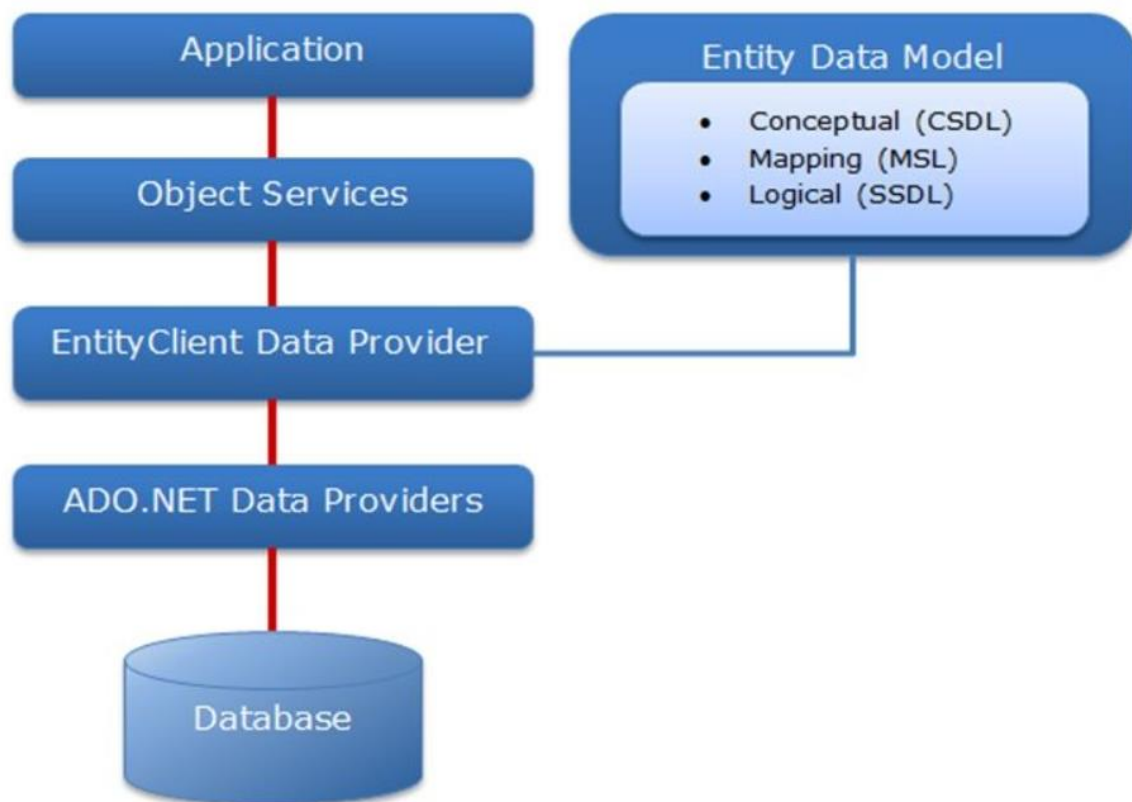 Application
Entity Data Model
• Conceptual (CSDL)
• Mapping (MSL)
• Logical (SSDL)
Object Services
EntityClient Data Provider
ADO.NET Data Providers
Database